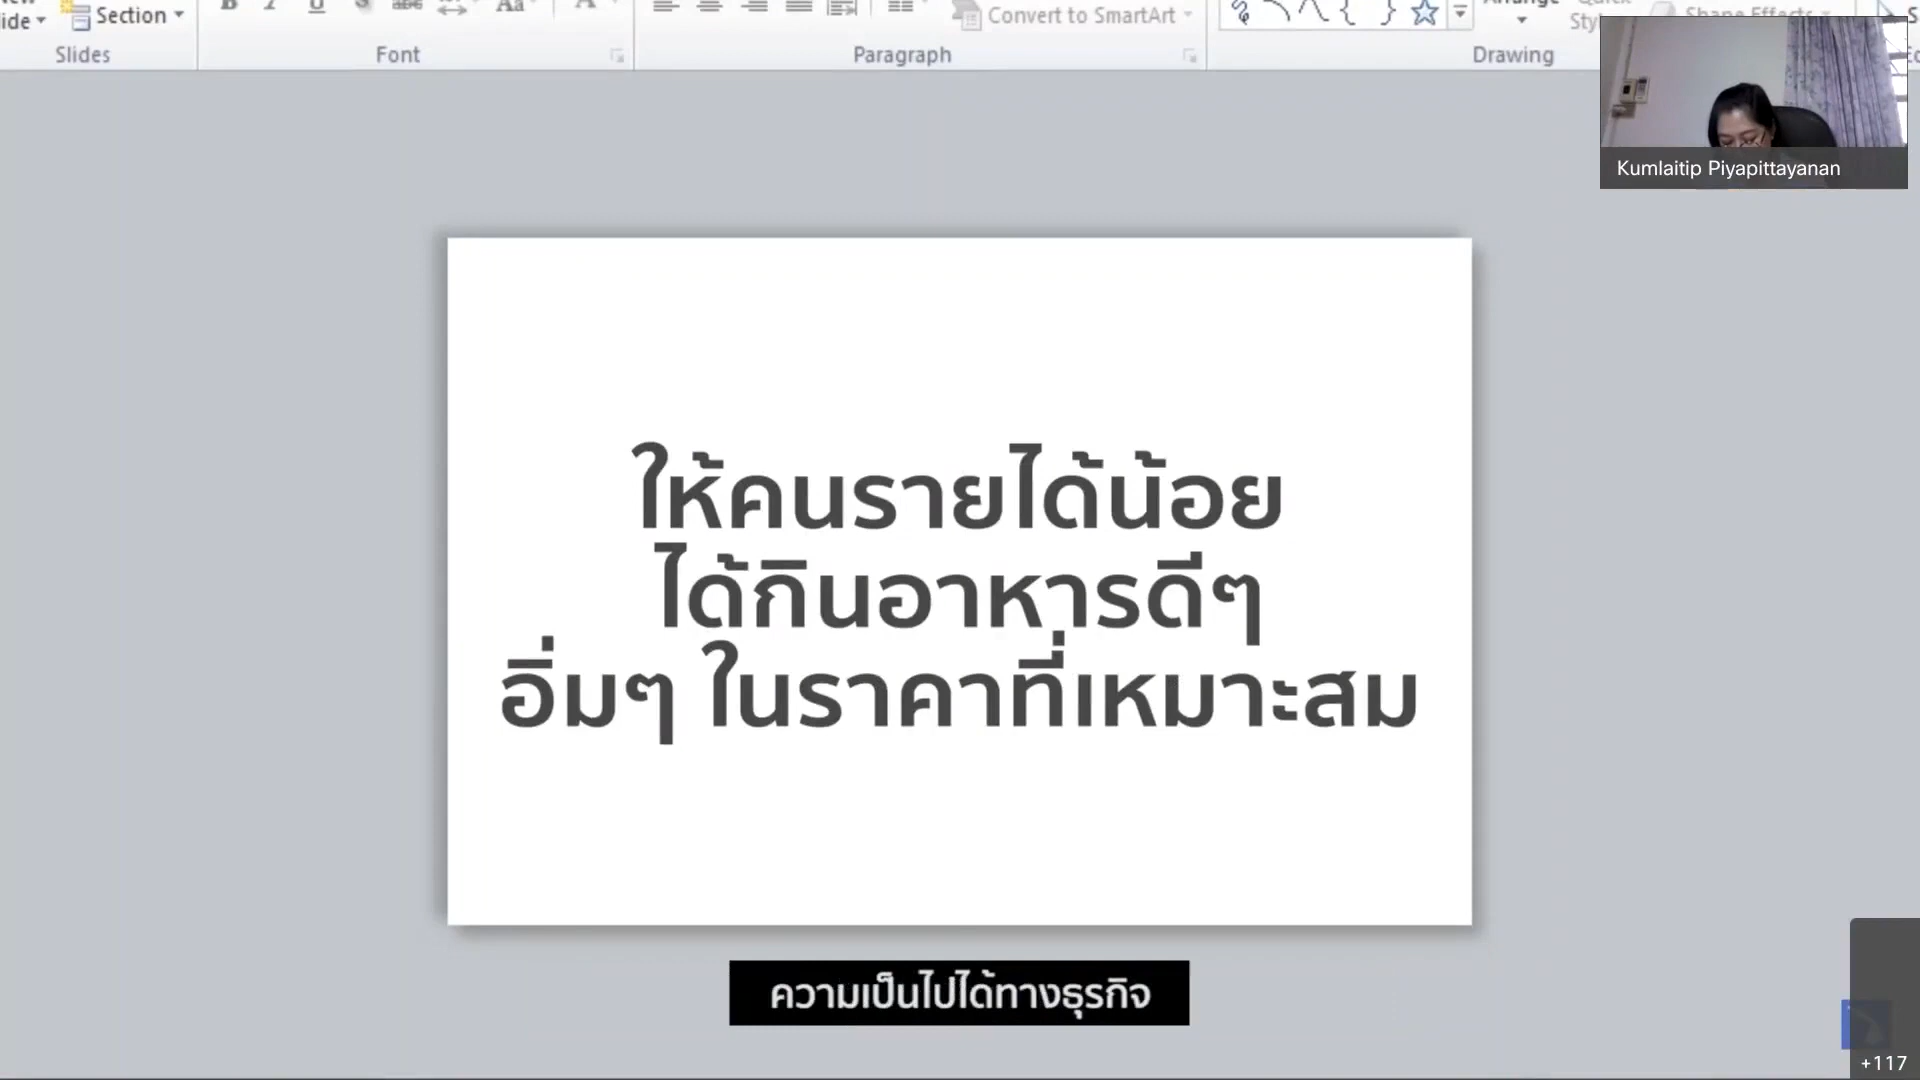 Section
Convert to SmartArt
Slides
Font
Paragraph
Drawing
Kumlaitip Piyapittayanan
ให้คนรายได้น้อย
ได้กินอาหารดีๆ
อิ่มๆ ในราคาที่เหมาะสม
ความเป็นไปได้ทางธุรกิจ
+117